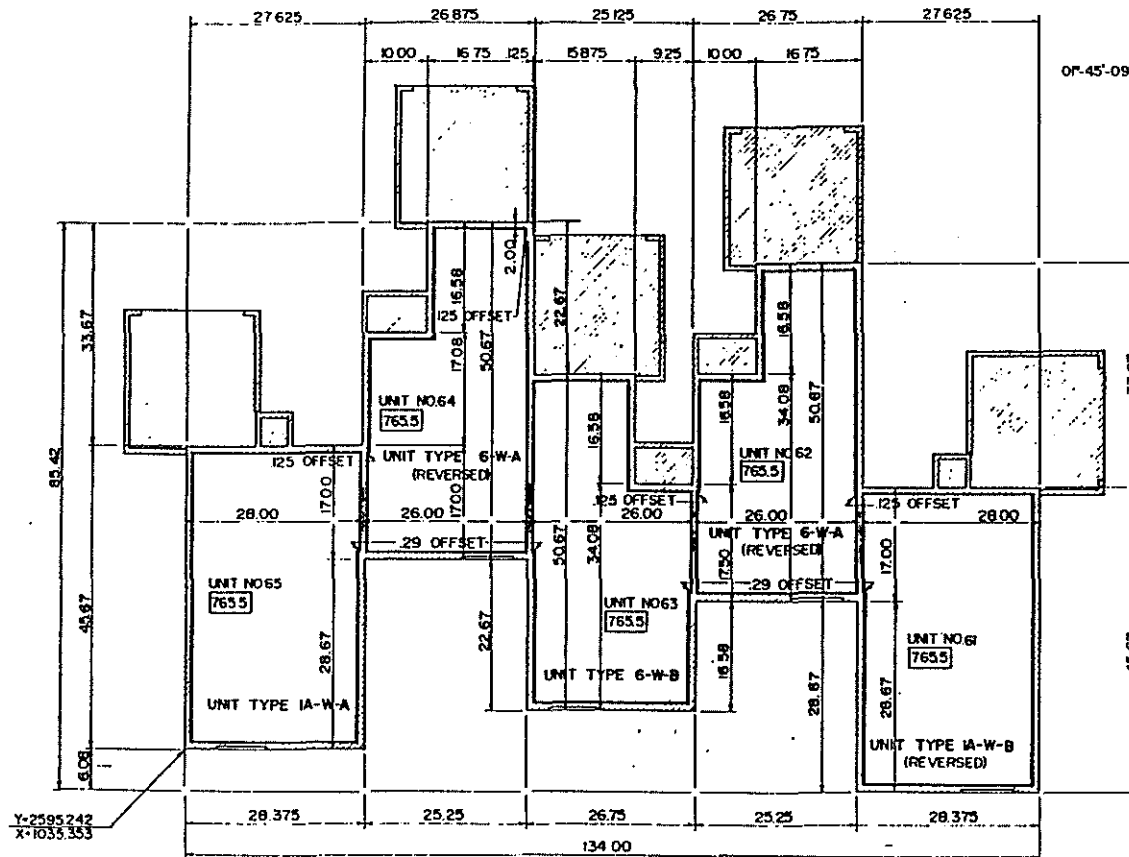 27.625 26.875 25.125 26.75 27.625
10.00 16.75 .125 15.875 9.25 10.00 16.75
2.00
16.58
22.67
16.58
33.67
.125 OFFSET
17.08
50.67
UNIT NO.64
765.5
UNIT TYPE 6-W-A
(REVERSED)
16.58
16.58
34.08
50.67
UNIT NO 62
765.5
85.42
.125 OFFSET
.125 OFFSET
.125 OFFSET
17.00
17.00
28.00 26.00 26.00 26.00 28.00
UNIT TYPE 6-W-A
(REVERSED)
.29 OFFSET
50.67
34.08
17.50
.29 OFFSET
17.00
UNIT NO 65
765.5
UNIT NO 63
765.5
45.67
28.67
22.67
16.58
28.67
28.67
UNIT NO.61
765.5
UNIT TYPE 6-W-B
UNIT TYPE 1A-W-A
UNIT TYPE 1A-W-B
(REVERSED)
6.08
Y=2595.242
X=1035.353
28.375 25.25 26.75 25.25 28.375
134.00